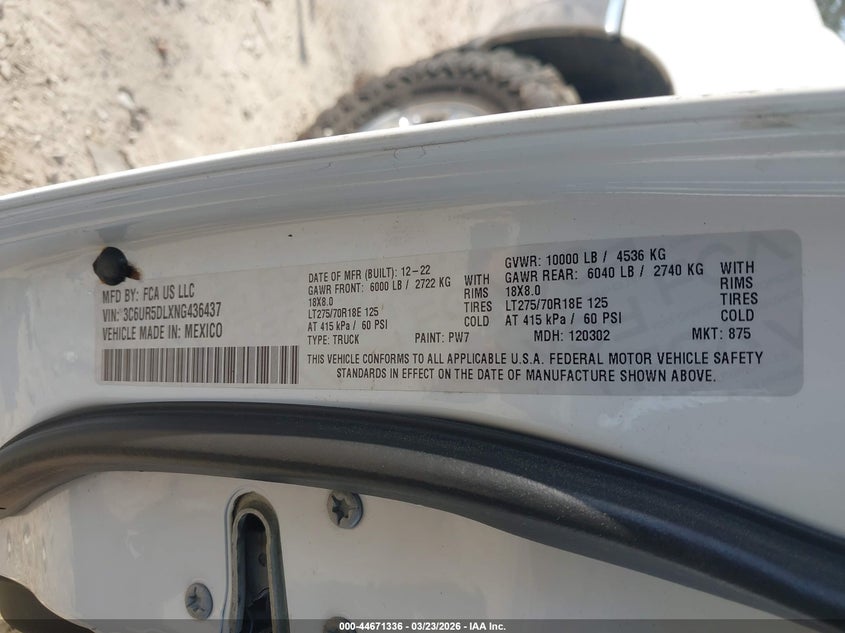 MFD BY: FCA US LLC
VIN: 3C6UR5DLXNG436437
VEHICLE MADE IN: MEXICO
DATE OF MFR (BUILT): 12-22
GAWR FRONT: 6000 LB / 2722 KG WITH
18X8.0 RIMS
LT275/70R18E 125 TIRES
AT 415 kPa / 60 PSI COLD
TYPE: TRUCK PAINT: PW7
GVWR: 10000 LB / 4536 KG
GAWR REAR: 6040 LB / 2740 KG WITH
18X8.0 RIMS
LT275/70R18E 125 TIRES
AT 415 kPa / 60 PSI COLD
MDH: 120302 MKT: 875
THIS VEHICLE CONFORMS TO ALL APPLICABLE U.S.A. FEDERAL MOTOR VEHICLE SAFETY
STANDARDS IN EFFECT ON THE DATE OF MANUFACTURE SHOWN ABOVE.
000-44671336 - 03/23/2026 - IAA Inc.